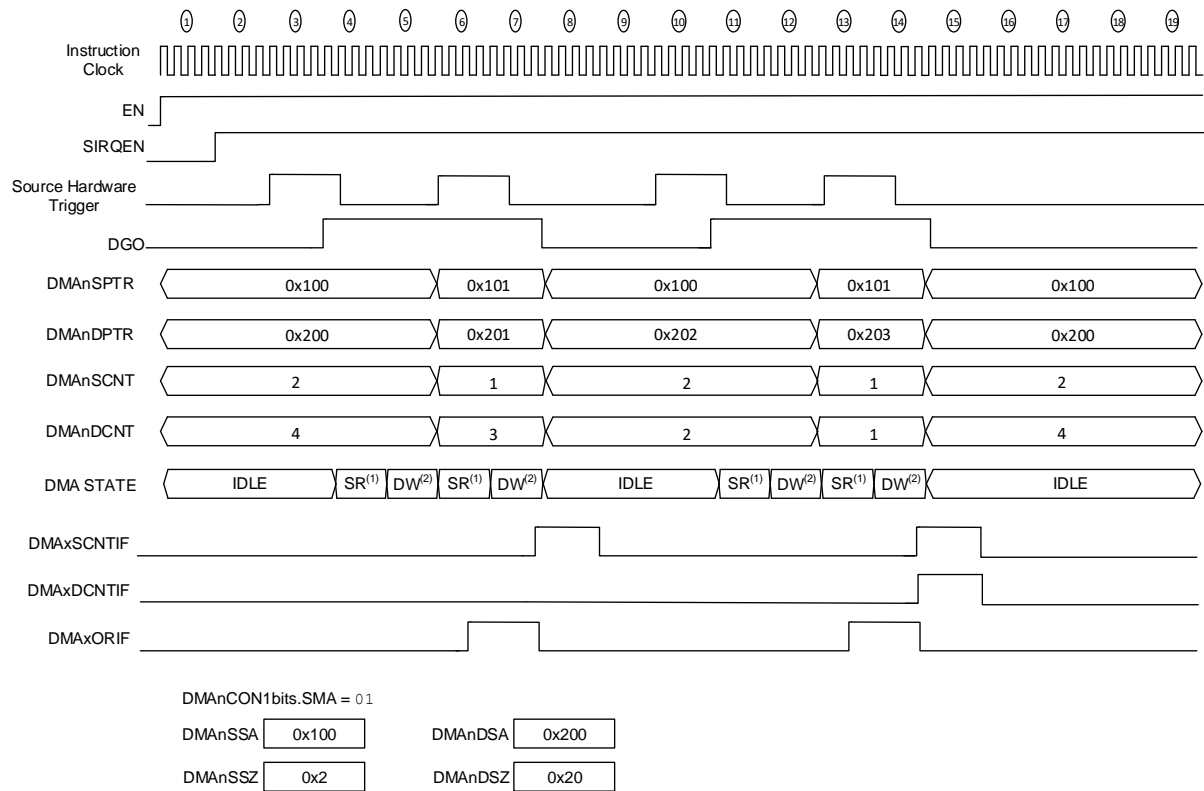 1 2 3 4 5 6 7 8 9 10 11 12 13 14 15 16 17 18 19
Instruction
Clock
EN
SIRQEN
Source Hardware
Trigger
DGO
DMAnSPTR 0x100 0x101 0x100 0x101 0x100
DMAnDPTR 0x200 0x201 0x202 0x203 0x200
DMAnSCNT 2 1 2 1 2
DMAnDCNT 4 3 2 1 4
DMA STATE IDLE SR(1) DW(2) SR(1) DW(2) IDLE SR(1) DW(2) SR(1) DW(2) IDLE
DMAxSCNTIF
DMAxDCNTIF
DMAxORIF
DMAnCON1bits.SMA = 01
DMAnSSA 0x100 DMAnDSA 0x200
DMAnSSZ 0x2 DMAnDSZ 0x20